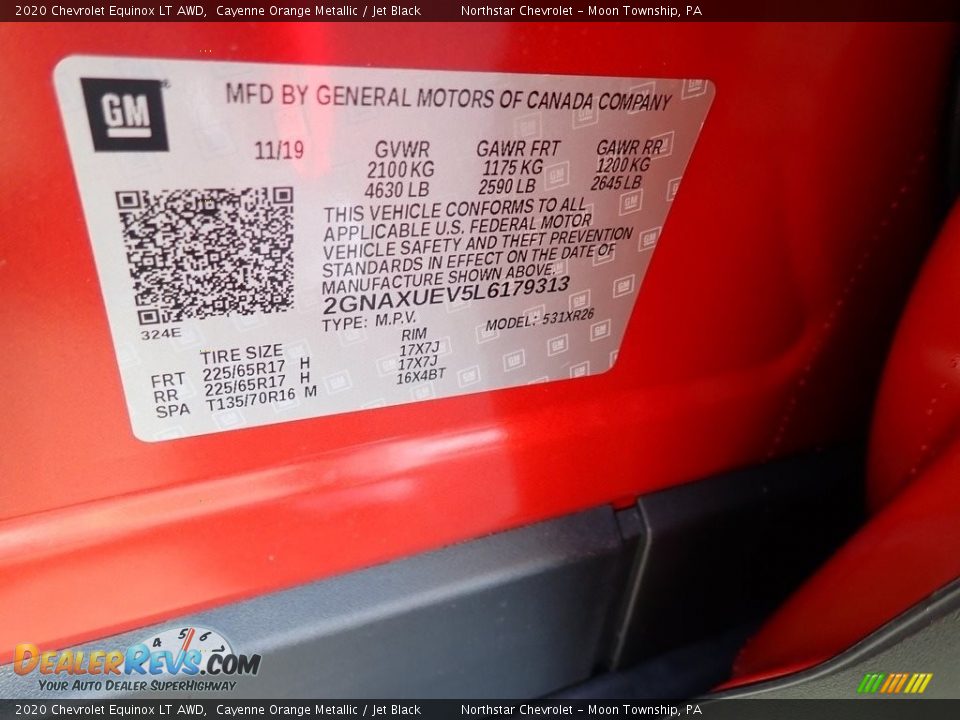 2020 Chevrolet Equinox LT AWD,  Cayenne Orange Metallic / Jet Black  Northstar Chevrolet - Moon Township, PA
GM
MFD BY GENERAL MOTORS OF CANADA COMPANY
11/19  GVWR  GAWR FRT  GAWR RR
2100 KG  1175 KG  1200 KG
4630 LB  2590 LB  2645 LB
THIS VEHICLE CONFORMS TO ALL
APPLICABLE U.S. FEDERAL MOTOR
VEHICLE SAFETY AND THEFT PREVENTION
STANDARDS IN EFFECT ON THE DATE OF
MANUFACTURE SHOWN ABOVE.
2GNAXUEV5L6179313
TYPE: M.P.V.  MODEL: 531XR26
324E
TIRE SIZE  RIM
FRT  225/65R17  H  17X7J
RR  225/65R17  H  17X7J
SPA  T135/70R16  M  16X4BT
4 5 6
DealerRevs.com
Your Auto Dealer SuperHighway
2020 Chevrolet Equinox LT AWD,  Cayenne Orange Metallic / Jet Black  Northstar Chevrolet - Moon Township, PA